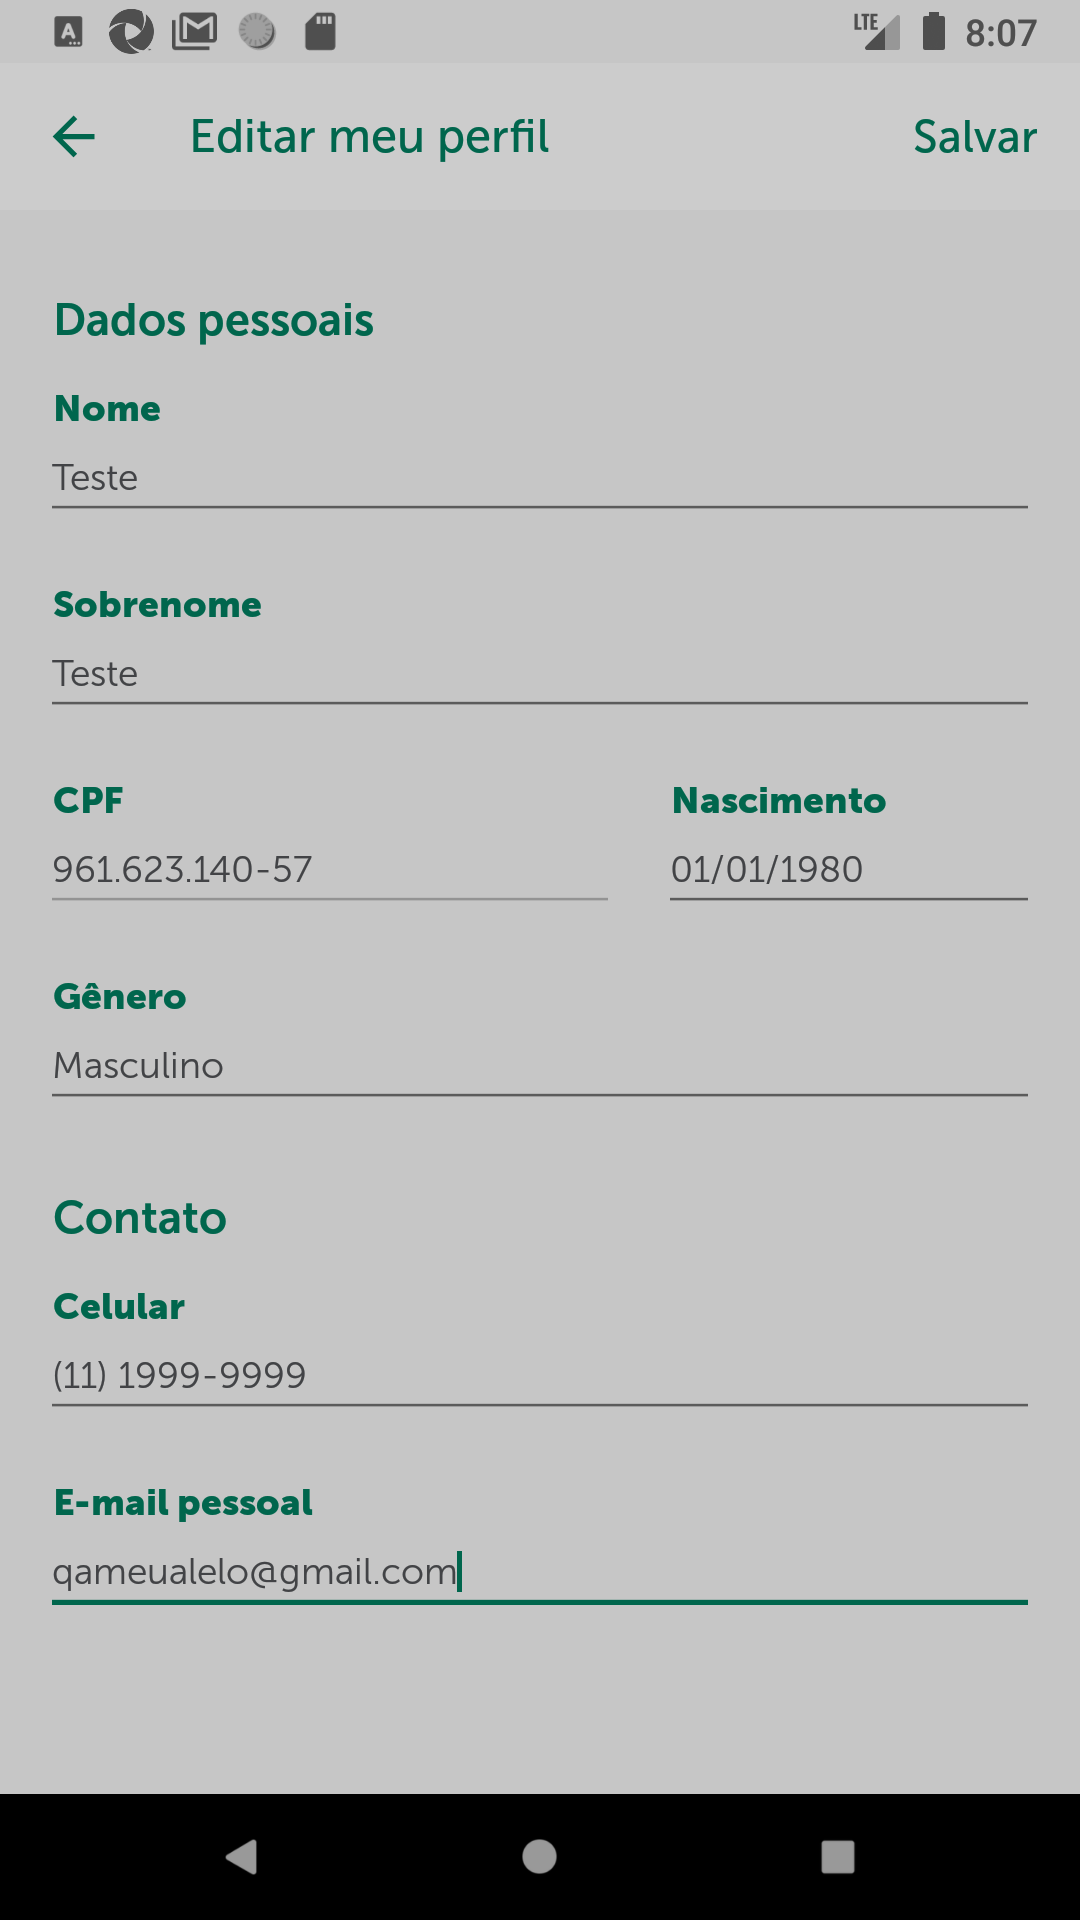 LTE 8:07
Editar meu perfil Salvar
Dados pessoais
Nome
Teste
Sobrenome
Teste
CPF Nascimento
961.623.140-57 01/01/1980
Gênero
Masculino
Contato
Celular
(11) 1999-9999
E-mail pessoal
qameualelo@gmail.com